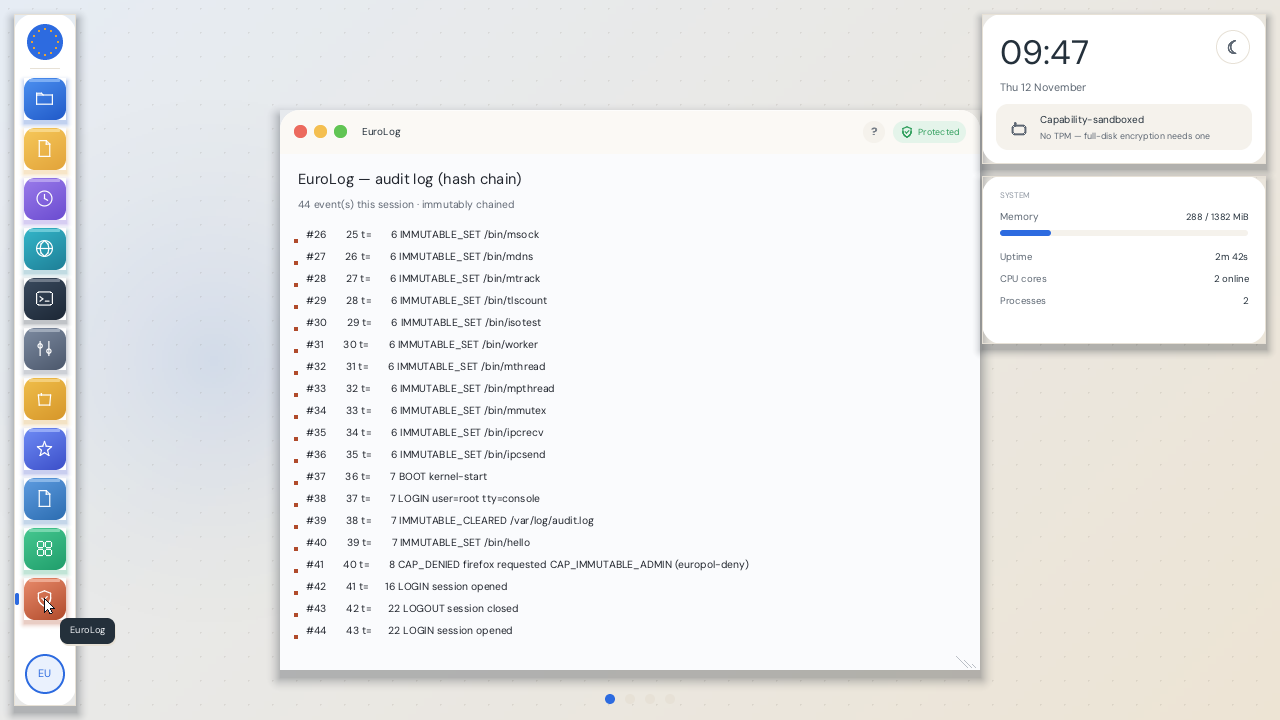 09:47
Thu 12 November
Capability-sandboxed
No TPM — full-disk encryption needs one
SYSTEM
Memory 288 / 1382 MiB
Uptime 2m 42s
CPU cores 2 online
Processes 2
EuroLog ? Protected
EuroLog — audit log (hash chain)
44 event(s) this session · immutably chained
#26 25 t= 6 IMMUTABLE_SET /bin/msock
#27 26 t= 6 IMMUTABLE_SET /bin/mdns
#28 27 t= 6 IMMUTABLE_SET /bin/mtrack
#29 28 t= 6 IMMUTABLE_SET /bin/tlscount
#30 29 t= 6 IMMUTABLE_SET /bin/isotest
#31 30 t= 6 IMMUTABLE_SET /bin/worker
#32 31 t= 6 IMMUTABLE_SET /bin/mthread
#33 32 t= 6 IMMUTABLE_SET /bin/mpthread
#34 33 t= 6 IMMUTABLE_SET /bin/mmutex
#35 34 t= 6 IMMUTABLE_SET /bin/ipcrecv
#36 35 t= 6 IMMUTABLE_SET /bin/ipcsend
#37 36 t= 7 BOOT kernel-start
#38 37 t= 7 LOGIN user=root tty=console
#39 38 t= 7 IMMUTABLE_CLEARED /var/log/audit.log
#40 39 t= 7 IMMUTABLE_SET /bin/hello
#41 40 t= 8 CAP_DENIED firefox requested CAP_IMMUTABLE_ADMIN (europol-deny)
#42 41 t= 16 LOGIN session opened
#43 42 t= 22 LOGOUT session closed
#44 43 t= 22 LOGIN session opened
EuroLog
EU